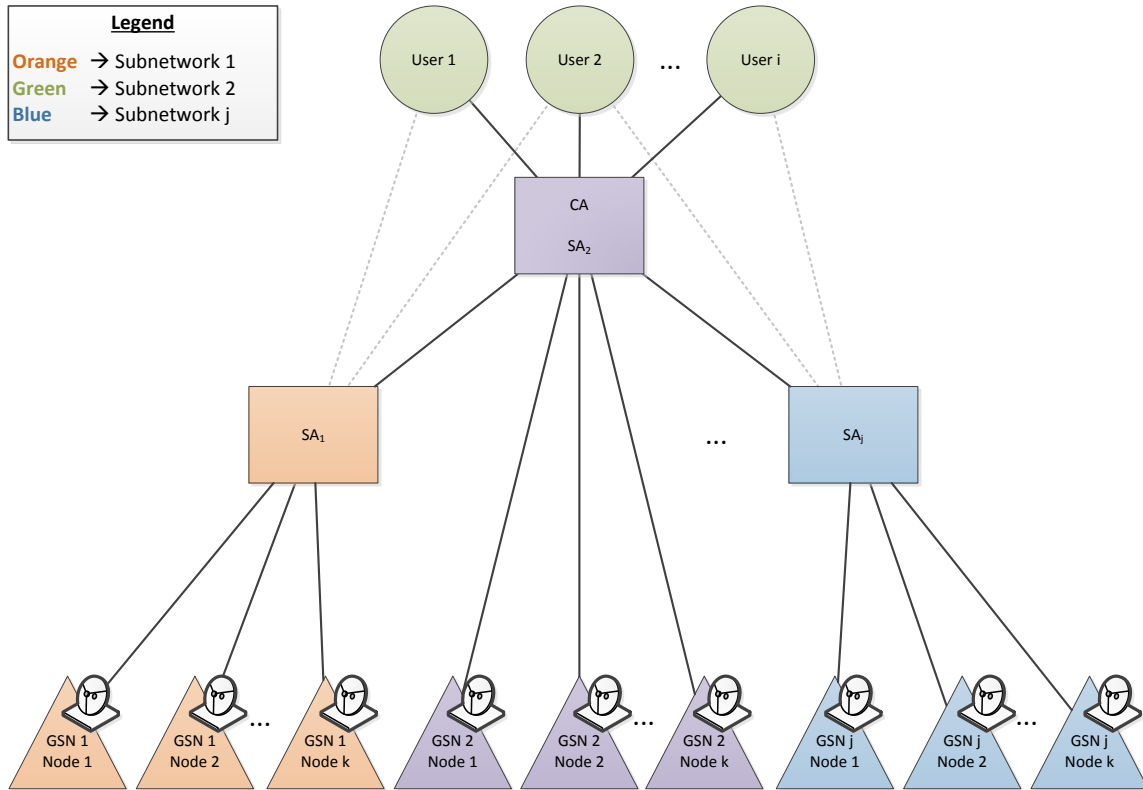 Legend
Orange → Subnetwork 1
Green → Subnetwork 2
Blue → Subnetwork j
User 1
User 2
...
User i
CA
SA₂
SA₁
...
SAⱼ
GSN 1
Node 1
GSN 1
Node 2
...
GSN 1
Node k
GSN 2
Node 1
GSN 2
Node 2
...
GSN 2
Node k
GSN j
Node 1
GSN j
Node 2
...
GSN j
Node k